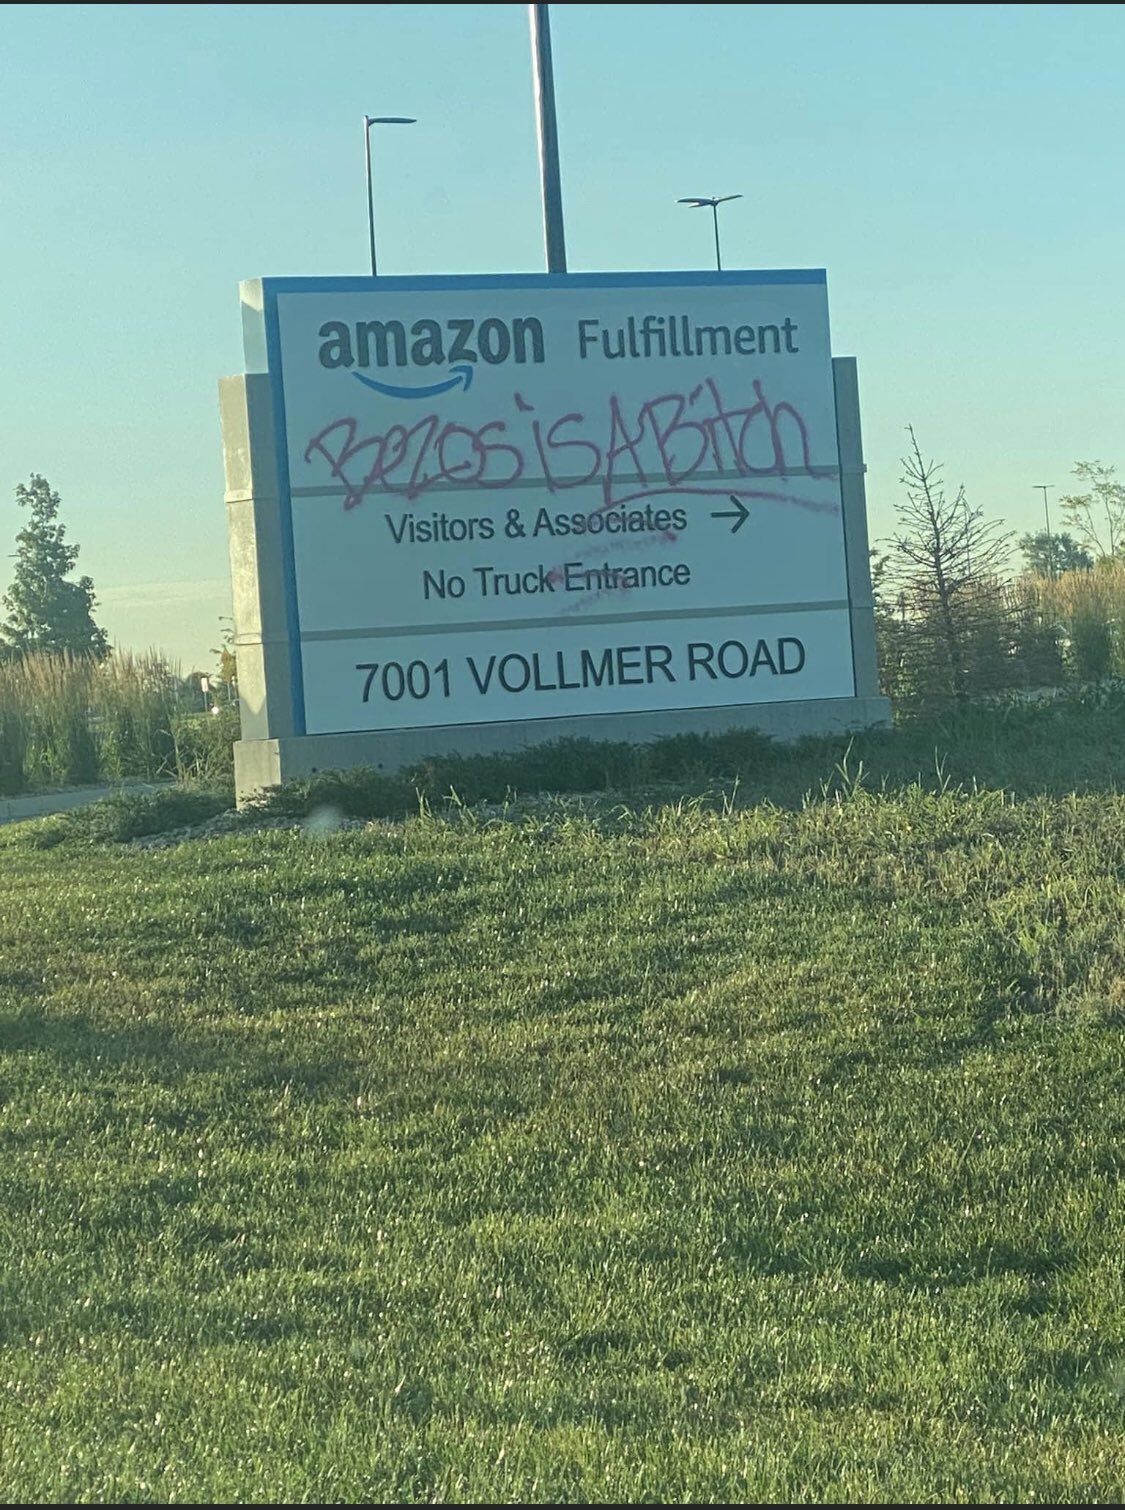 amazon Fulfillment
Bezos is A Bitch
Visitors & Associates →
No Truck Entrance
7001 VOLLMER ROAD